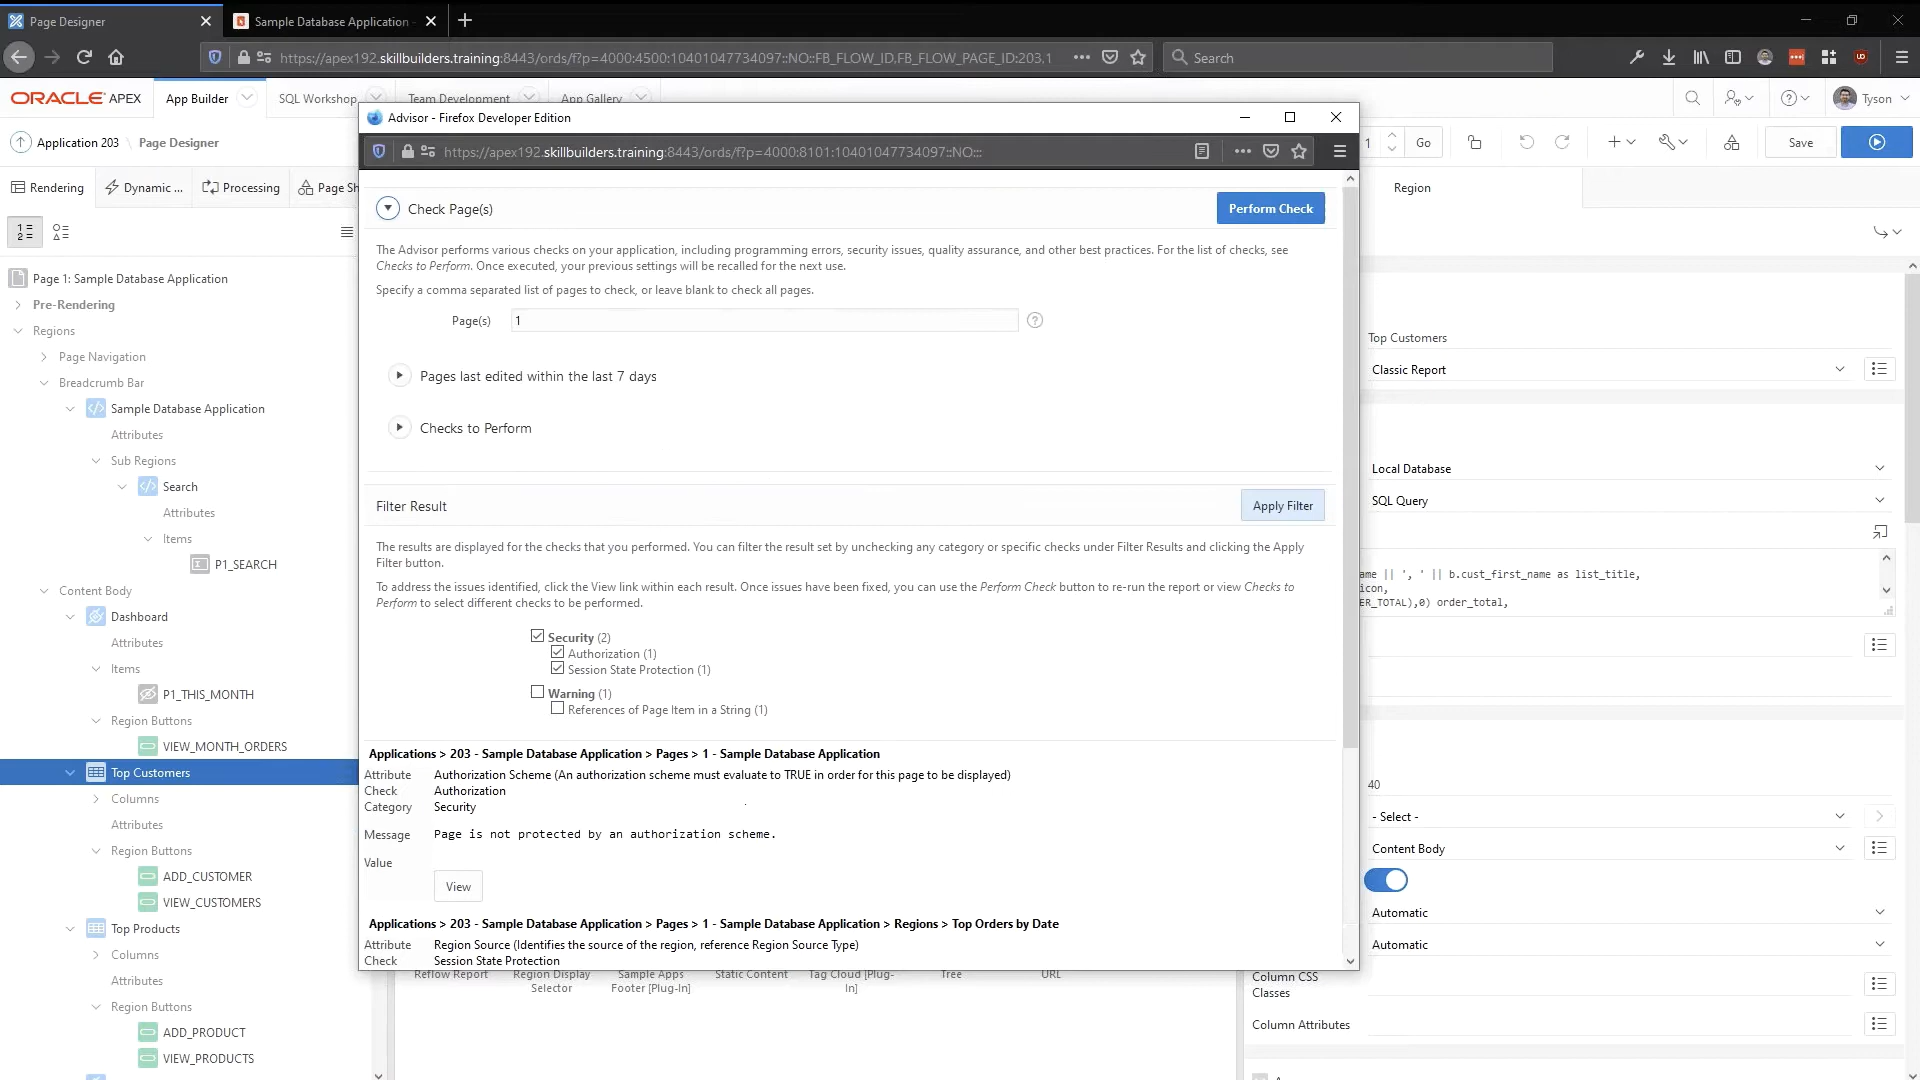 Page Designer
Sample Database Application
https://apex192.skillbuilders.training:8443/ords/f?p=4000:4500:10401047734097::NO::FB_FLOW_ID,FB_FLOW_PAGE_ID:203,1
Search
ORACLE APEX
App Builder
SQL Workshop
Team Development
App Gallery
Tyson
Application 203
Page Designer
1
Go
Save
Rendering
Dynamic ...
Processing
Page Sh
Page 1: Sample Database Application
Pre-Rendering
Regions
Page Navigation
Breadcrumb Bar
Sample Database Application
Attributes
Sub Regions
Search
Attributes
Items
P1_SEARCH
Content Body
Dashboard
Attributes
Items
P1_THIS_MONTH
Region Buttons
VIEW_MONTH_ORDERS
Top Customers
Columns
Attributes
Region Buttons
ADD_CUSTOMER
VIEW_CUSTOMERS
Top Products
Columns
Attributes
Region Buttons
ADD_PRODUCT
VIEW_PRODUCTS
Advisor - Firefox Developer Edition
https://apex192.skillbuilders.training:8443/ords/f?p=4000:8101:10401047734097::NO:::
Check Page(s)
Perform Check
The Advisor performs various checks on your application, including programming errors, security issues, quality assurance, and other best practices. For the list of checks, see
Checks to Perform. Once executed, your previous settings will be recalled for the next use.
Specify a comma separated list of pages to check, or leave blank to check all pages.
Page(s)
1
Pages last edited within the last 7 days
Checks to Perform
Filter Result
Apply Filter
The results are displayed for the checks that you performed. You can filter the result set by unchecking any category or specific checks under Filter Results and clicking the Apply
Filter button.
To address the issues identified, click the View link within each result. Once issues have been fixed, you can use the Perform Check button to re-run the report or view Checks to
Perform to select different checks to be performed.
Security (2)
Authorization (1)
Session State Protection (1)
Warning (1)
References of Page Item in a String (1)
Applications > 203 - Sample Database Application > Pages > 1 - Sample Database Application
Attribute Authorization Scheme (An authorization scheme must evaluate to TRUE in order for this page to be displayed)
Check Authorization
Category Security
Message Page is not protected by an authorization scheme.
Value
View
Applications > 203 - Sample Database Application > Pages > 1 - Sample Database Application > Regions > Top Orders by Date
Attribute Region Source (Identifies the source of the region, reference Region Source Type)
Check Session State Protection
Reflow Report
Region Display
Selector
Sample Apps
Footer [Plug-In]
Static Content
Tag Cloud [Plug-
In]
Tree
URL
Region
Top Customers
Classic Report
Local Database
SQL Query
ame || ', ' || b.cust_first_name as list_title,
icon,
ER_TOTAL),0) order_total,
40
- Select -
Content Body
Automatic
Automatic
Column CSS
Classes
Column Attributes